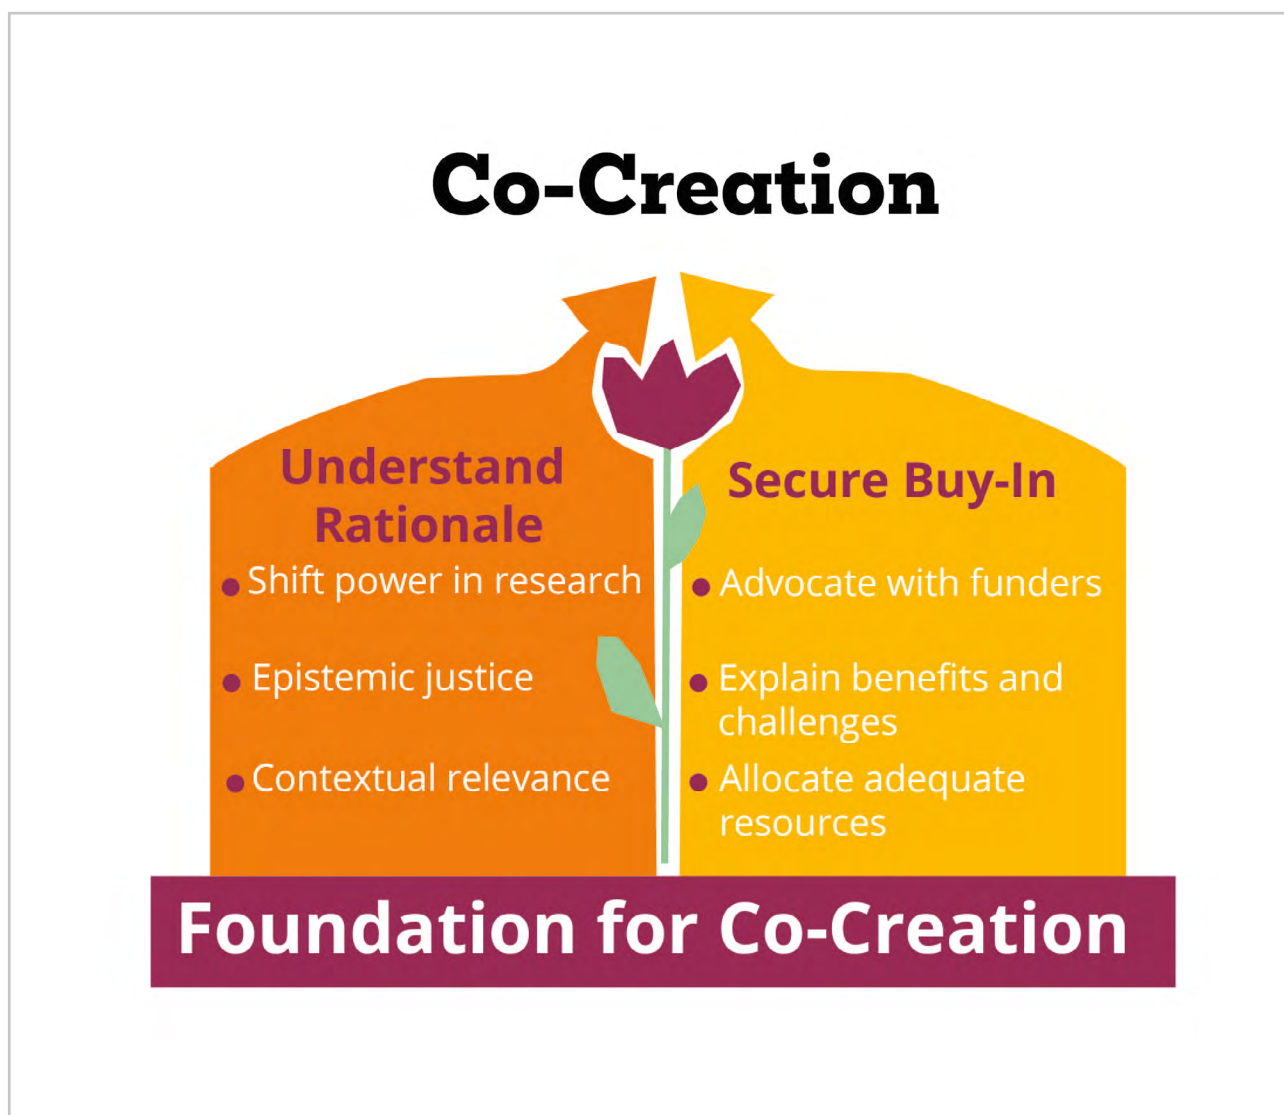 Co-Creation
Understand
Rationale
Shift power in research
Epistemic justice
Contextual relevance
Secure Buy-In
Advocate with funders
Explain benefits and
challenges
Allocate adequate
resources
Foundation for Co-Creation